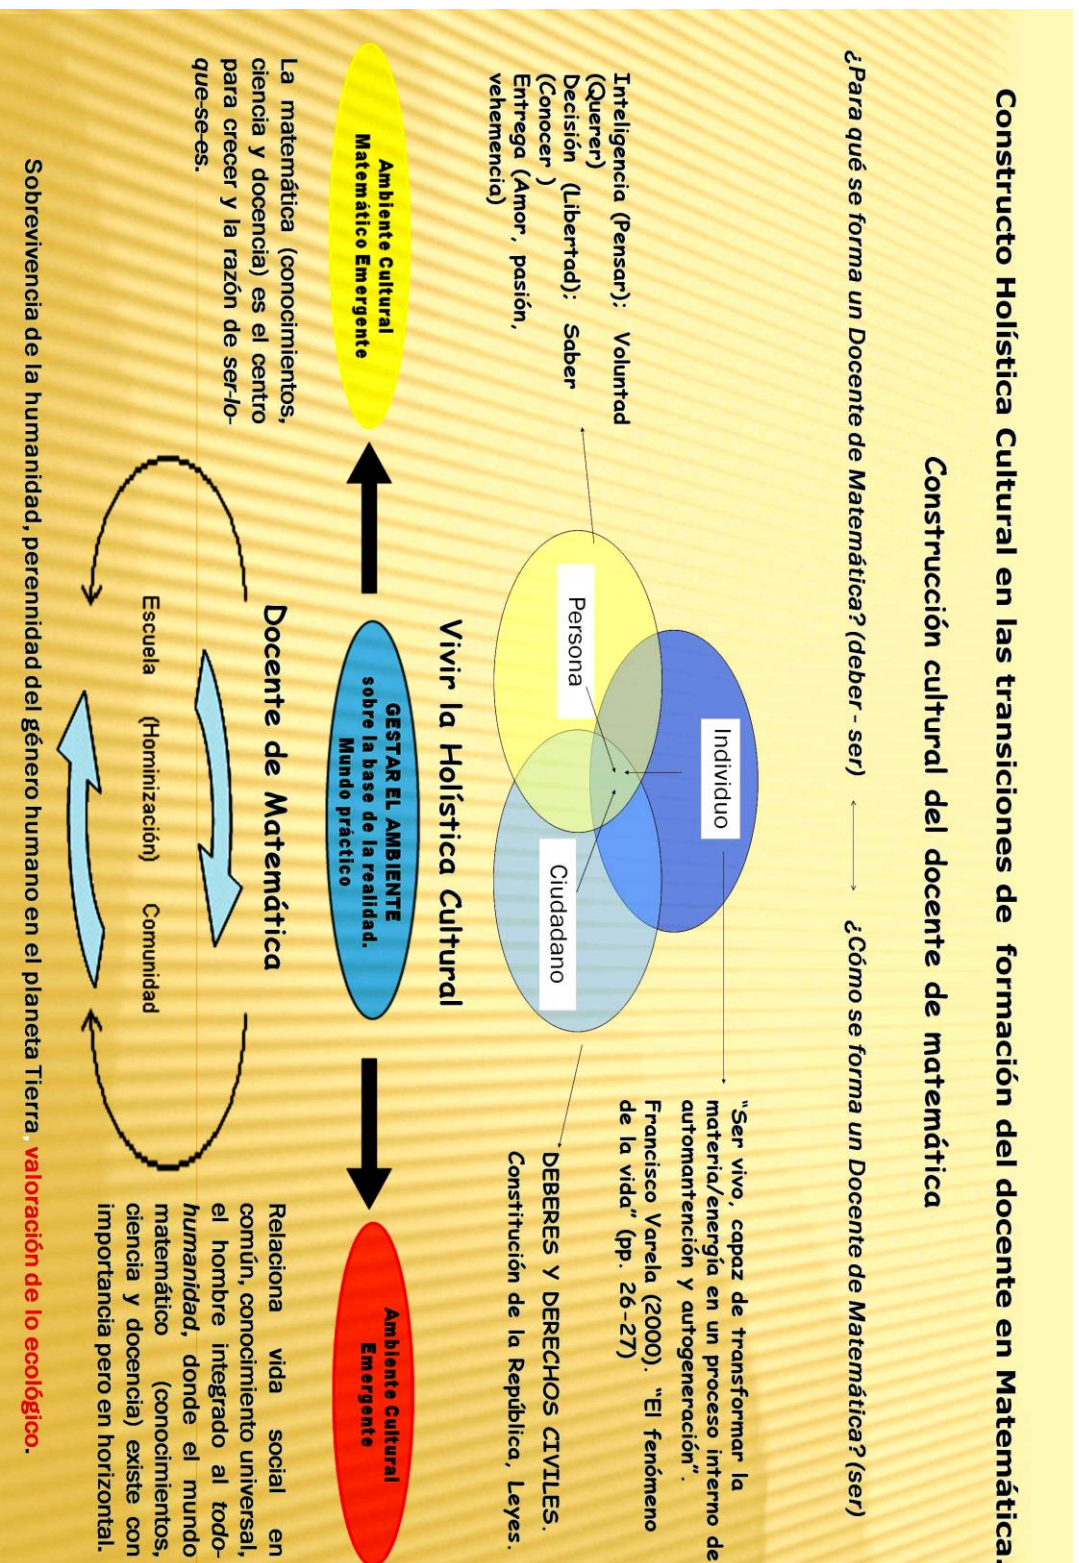 Constructo Holística Cultural en las transiciones de formación del docente en Matemática.
Construcción cultural del docente de matemática
¿Para qué se forma un Docente de Matemática? (deber - ser)
¿Cómo se forma un Docente de Matemática? (ser)
Individuo
Persona
Ciudadano
"Ser vivo, capaz de transformar la
materia/energía en un proceso interno de
automantención y autogeneración".
Francisco Varela (2000). "El fenómeno
de la vida" (pp. 26-27)
Inteligencia (Pensar); Voluntad
(Querer)
Decisión (Libertad); Saber
(Conocer )
Entrega (Amor, pasión,
vehemencia)
DEBERES Y DERECHOS CIVILES.
Constitución de la República, Leyes.
Vivir la Holística Cultural
Ambiente Cultural
Matemático Emergente
GESTAR EL AMBIENTE
sobre la base de la realidad.
Mundo práctico
Ambiente Cultural
Emergente
La matemática (conocimientos,
ciencia y docencia) es el centro
para crecer y la razón de ser-lo-
que-se-es.
Docente de Matemática
Escuela (Hominización) Comunidad
Relaciona vida social en
común, conocimiento universal,
el hombre integrado al todo-
humanidad, donde el mundo
matemático (conocimientos,
ciencia y docencia) existe con
importancia pero en horizontal.
Sobrevivencia de la humanidad, perennidad del género humano en el planeta Tierra, valoración de lo ecológico.